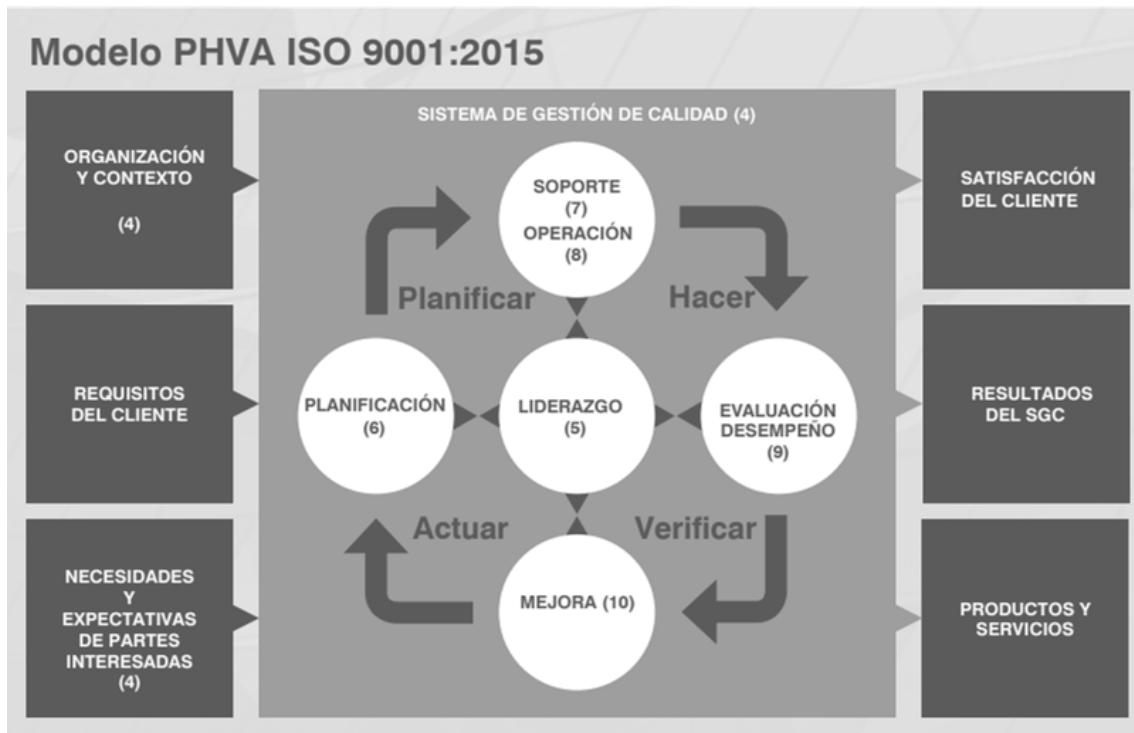 Modelo PHVA ISO 9001:2015
ORGANIZACIÓN
Y CONTEXTO
(4)
REQUISITOS
DEL CLIENTE
NECESIDADES
Y
EXPECTATIVAS
DE PARTES
INTERESADAS
(4)
SISTEMA DE GESTIÓN DE CALIDAD (4)
SOPORTE
(7)
OPERACIÓN
(8)
Planificar
Hacer
PLANIFICACIÓN
(6)
LIDERAZGO
(5)
EVALUACIÓN
DESEMPEÑO
(9)
Actuar
Verificar
MEJORA (10)
SATISFACCIÓN
DEL CLIENTE
RESULTADOS
DEL SGC
PRODUCTOS Y
SERVICIOS